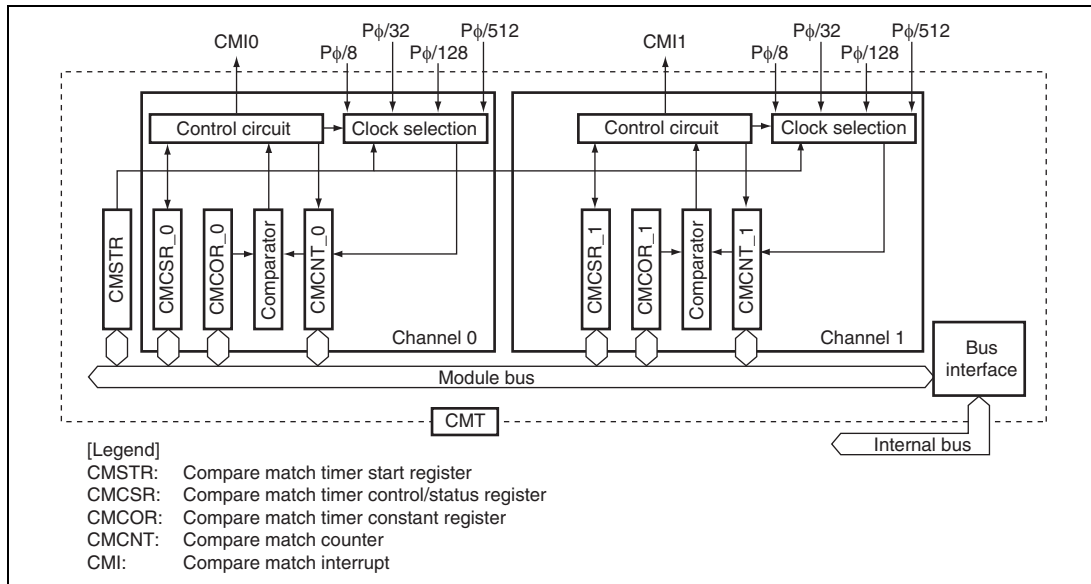 CMI0
Pϕ/8
Pϕ/32
Pϕ/128
Pϕ/512
CMI1
Pϕ/8
Pϕ/32
Pϕ/128
Pϕ/512
Control circuit
Clock selection
Control circuit
Clock selection
CMSTR
CMCSR_0
CMCOR_0
Comparator
CMCNT_0
CMCSR_1
CMCOR_1
Comparator
CMCNT_1
Channel 0
Channel 1
Module bus
Bus
interface
CMT
Internal bus
[Legend]
CMSTR: Compare match timer start register
CMCSR: Compare match timer control/status register
CMCOR: Compare match timer constant register
CMCNT: Compare match counter
CMI: Compare match interrupt